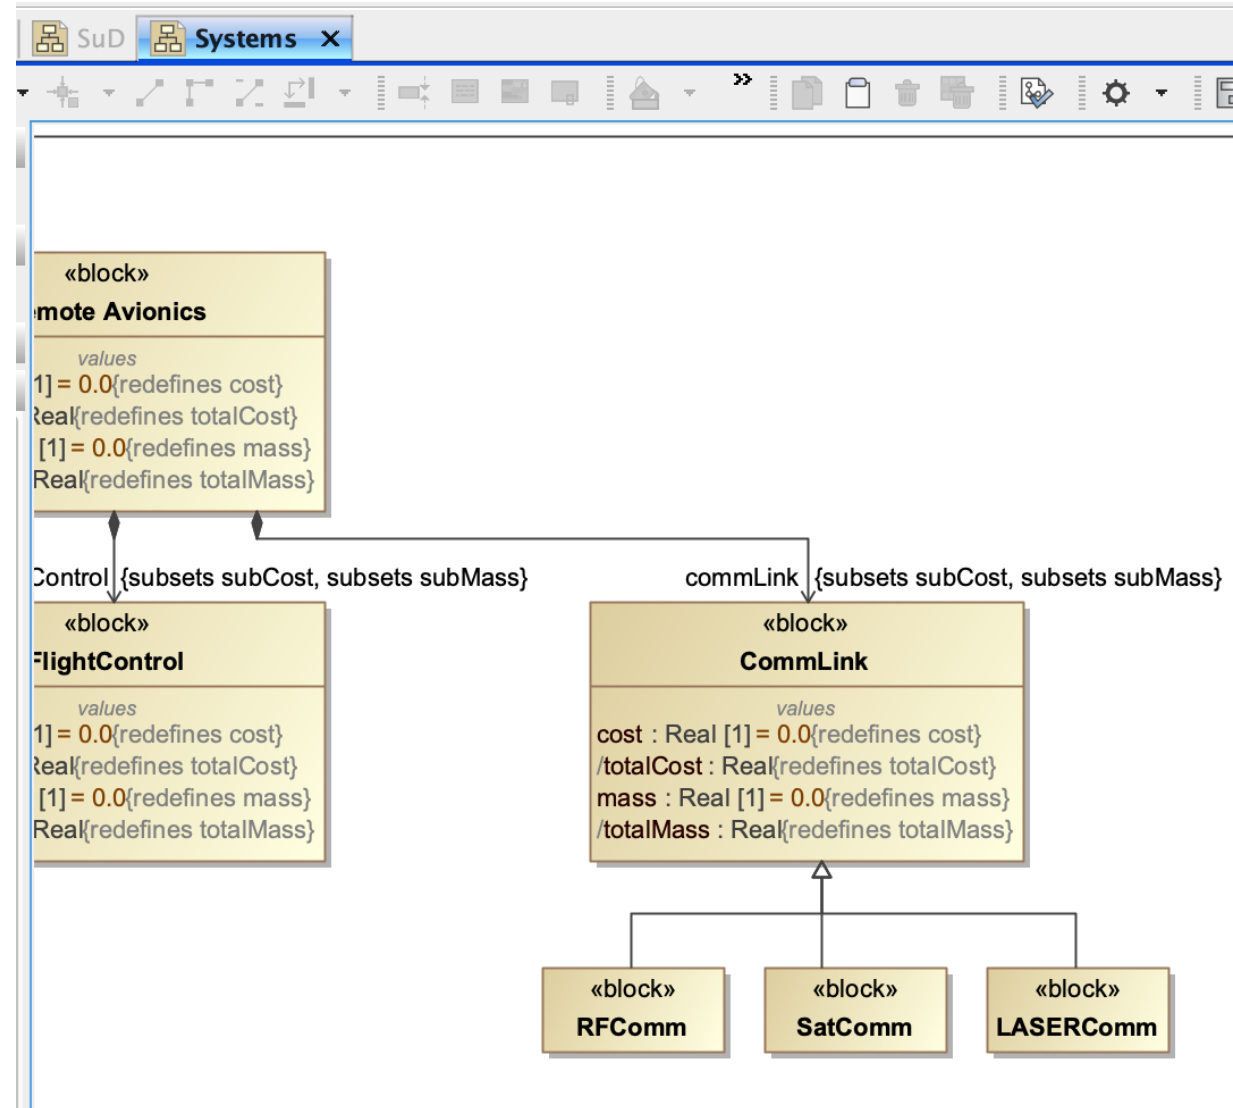 SuD
Systems
«block»
emote Avionics
values
1] = 0.0{redefines cost}
Real{redefines totalCost}
[1] = 0.0{redefines mass}
Real{redefines totalMass}
Control {subsets subCost, subsets subMass}
commLink {subsets subCost, subsets subMass}
«block»
FlightControl
values
1] = 0.0{redefines cost}
Real{redefines totalCost}
[1] = 0.0{redefines mass}
Real{redefines totalMass}
«block»
CommLink
values
cost : Real [1] = 0.0{redefines cost}
/totalCost : Real{redefines totalCost}
mass : Real [1] = 0.0{redefines mass}
/totalMass : Real{redefines totalMass}
«block»
RFComm
«block»
SatComm
«block»
LASERComm